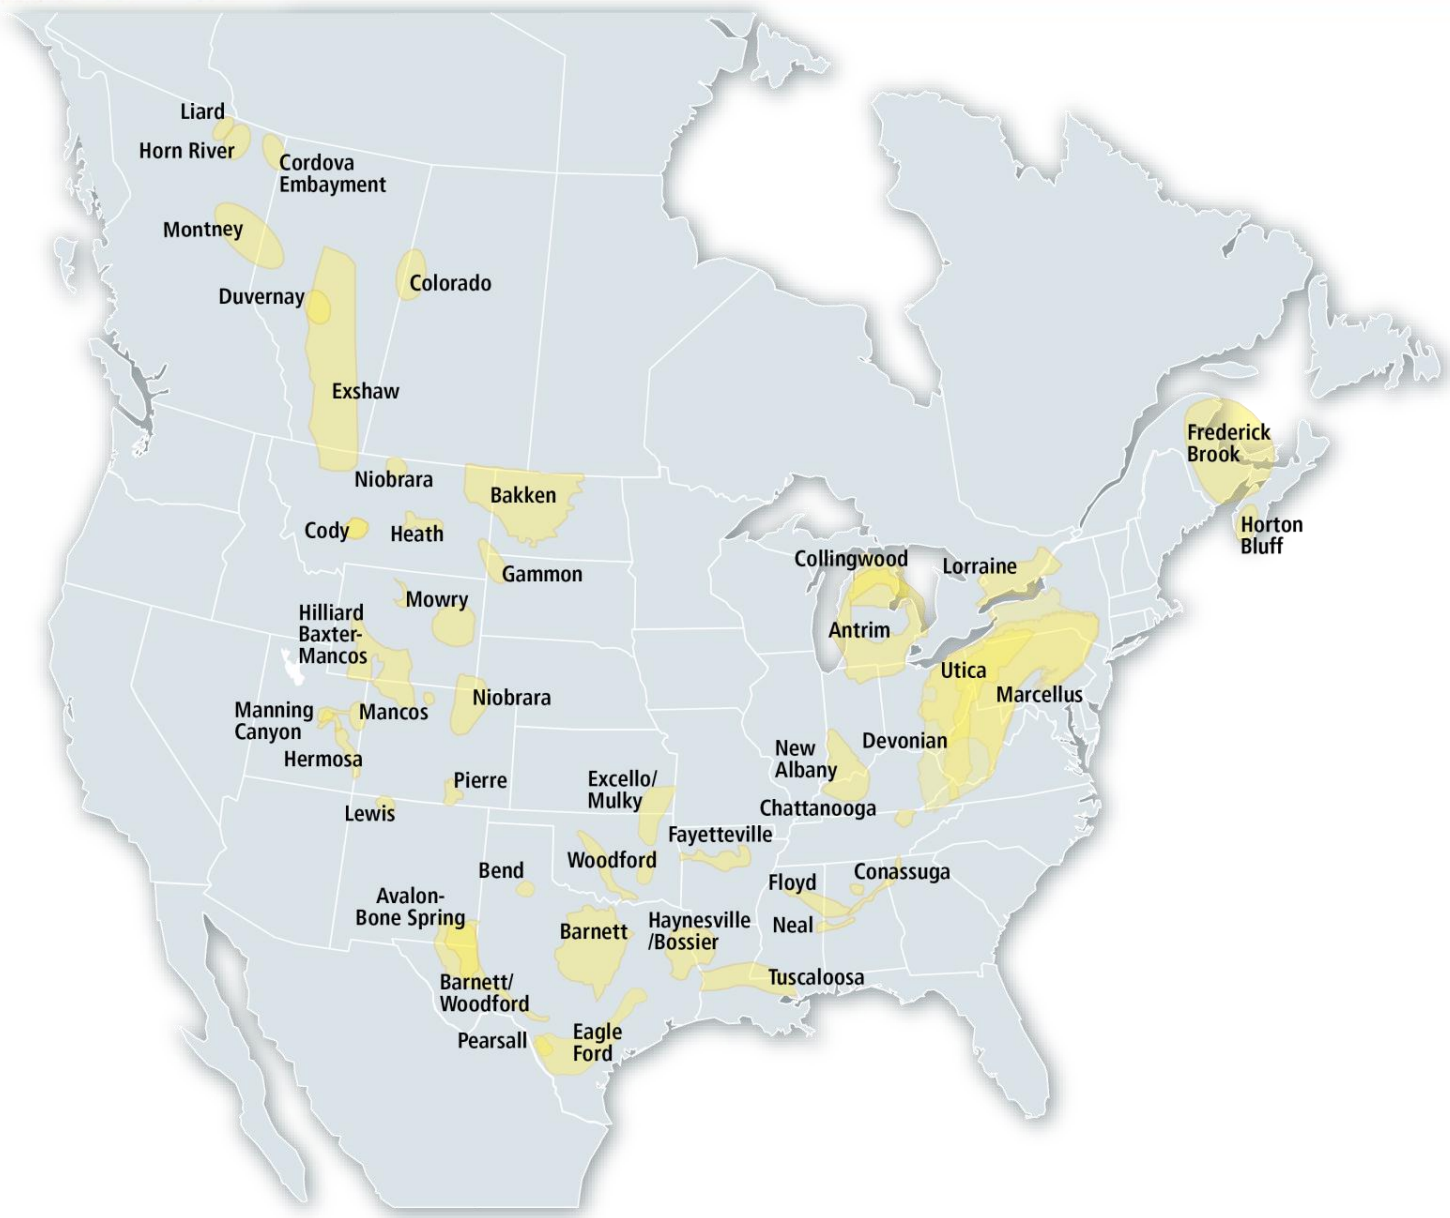 Liard
Horn River
Cordova
Embayment
Montney
Duvernay
Colorado
Exshaw
Frederick
Brook
Horton
Bluff
Niobrara
Bakken
Cody
Heath
Gammon
Collingwood
Lorraine
Mowry
Hilliard
Baxter-
Mancos
Antrim
Utica
Marcellus
Niobrara
Manning
Canyon
Mancos
Hermosa
Devonian
New
Albany
Pierre
Excello/
Mulky
Lewis
Chattanooga
Fayetteville
Woodford
Bend
Floyd
Conassuga
Avalon-
Bone Spring
Barnett
Haynesville
/Bossier
Neal
Tuscaloosa
Barnett/
Woodford
Pearsall
Eagle
Ford